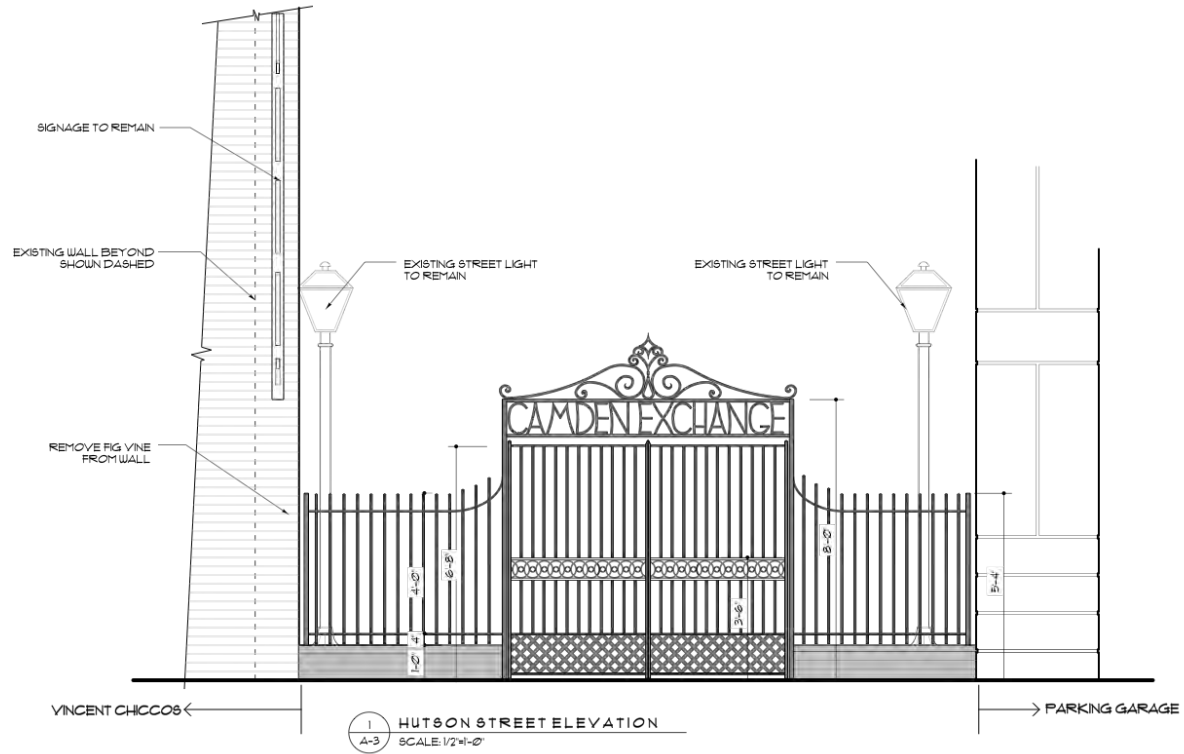 SIGNAGE TO REMAIN
EXISTING WALL BEYOND
SHOWN DASHED
EXISTING STREET LIGHT
TO REMAIN
EXISTING STREET LIGHT
TO REMAIN
REMOVE FIG VINE
FROM WALL
CAMDEN EXCHANGE
4'-0"
4"
1'-0"
6'-8"
3'-6"
8'-0"
5'-4"
VINCENT CHICCOS
PARKING GARAGE
1
A-3
HUTSON STREET ELEVATION
SCALE: 1/2"=1'-0"